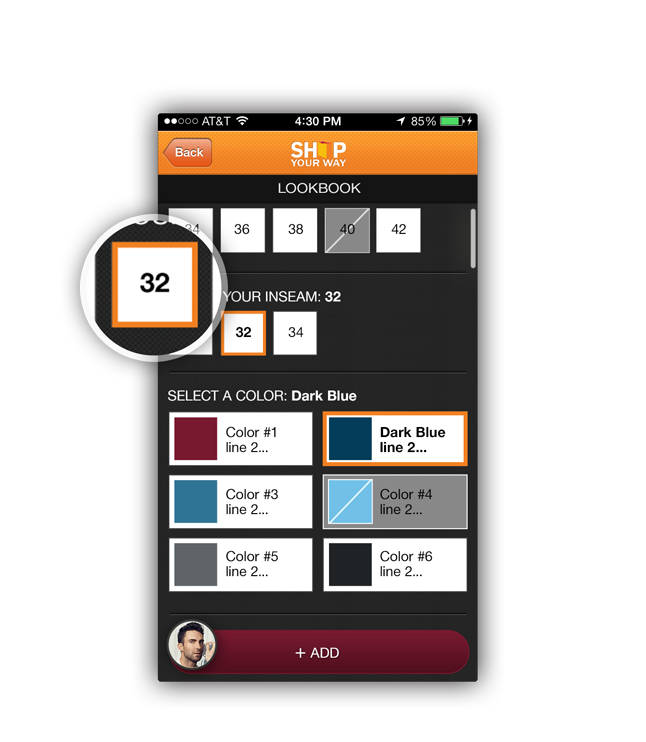 AT&T 4:30 PM 85%
Back SHOP
YOUR WAY
LOOKBOOK
34 36 38 40 42
32
YOUR INSEAM: 32
32 34
SELECT A COLOR: Dark Blue
Color #1
line 2...
Dark Blue
line 2...
Color #3
line 2...
Color #4
line 2...
Color #5
line 2...
Color #6
line 2...
+ ADD